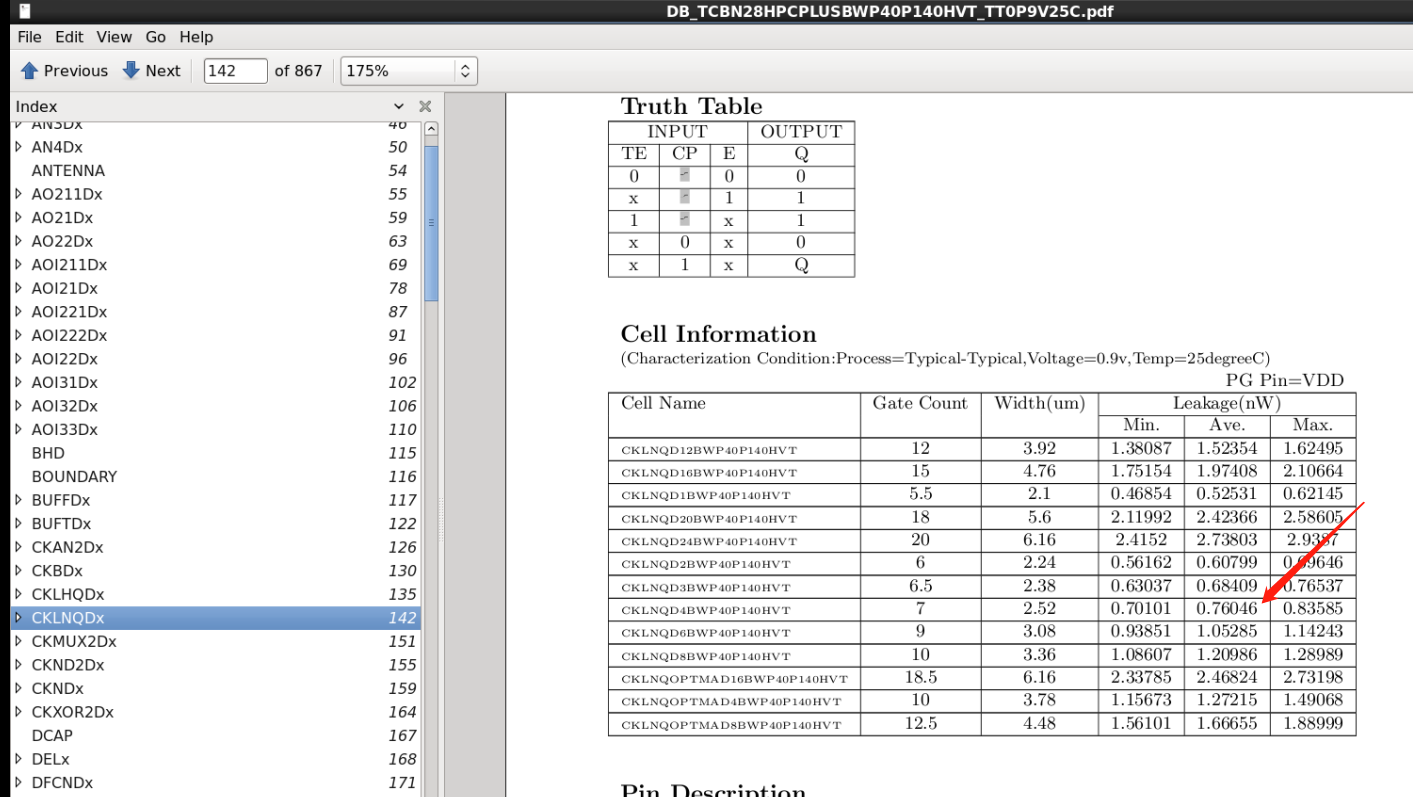 DB_TCBN28HPCPLUSBWP40P140HVT_TT0P9V25C.pdf
File Edit View Go Help
Previous Next 142 of 867 175%
Index
AN3Dx 46
AN4Dx 50
ANTENNA 54
AO211Dx 55
AO21Dx 59
AO22Dx 63
AOI211Dx 69
AOI21Dx 78
AOI221Dx 87
AOI222Dx 91
AOI22Dx 96
AOI31Dx 102
AOI32Dx 106
AOI33Dx 110
BHD 115
BOUNDARY 116
BUFFDx 117
BUFTDx 122
CKAN2Dx 126
CKBDx 130
CKLHQDx 135
CKLNQDx 142
CKMUX2Dx 151
CKND2Dx 155
CKNDx 159
CKXOR2Dx 164
DCAP 167
DELx 168
DFCNDx 171
Truth Table
INPUT OUTPUT
TE CP E Q
0 0 0
x 1 1
1 x 1
x 0 x 0
x 1 x Q
Cell Information
(Characterization Condition:Process=Typical-Typical,Voltage=0.9v,Temp=25degreeC)
PG Pin=VDD
Cell Name Gate Count Width(um) Leakage(nW)
Min. Ave. Max.
CKLNQD12BWP40P140HVT 12 3.92 1.38087 1.52354 1.62495
CKLNQD16BWP40P140HVT 15 4.76 1.75154 1.97408 2.10664
CKLNQD1BWP40P140HVT 5.5 2.1 0.46854 0.52531 0.62145
CKLNQD20BWP40P140HVT 18 5.6 2.11992 2.42366 2.58605
CKLNQD24BWP40P140HVT 20 6.16 2.4152 2.73803
CKLNQD2BWP40P140HVT 6 2.24 0.56162 0.60799 0.69646
CKLNQD3BWP40P140HVT 6.5 2.38 0.63037 0.68409 0.76537
CKLNQD4BWP40P140HVT 7 2.52 0.70101 0.76046 0.83585
CKLNQD6BWP40P140HVT 9 3.08 0.93851 1.05285 1.14243
CKLNQD8BWP40P140HVT 10 3.36 1.08607 1.20986 1.28989
CKLNQOPTMAD16BWP40P140HVT 18.5 6.16 2.33785 2.46824 2.73198
CKLNQOPTMAD4BWP40P140HVT 10 3.78 1.15673 1.27215 1.49068
CKLNQOPTMAD8BWP40P140HVT 12.5 4.48 1.56101 1.66655 1.88999
Pin Description